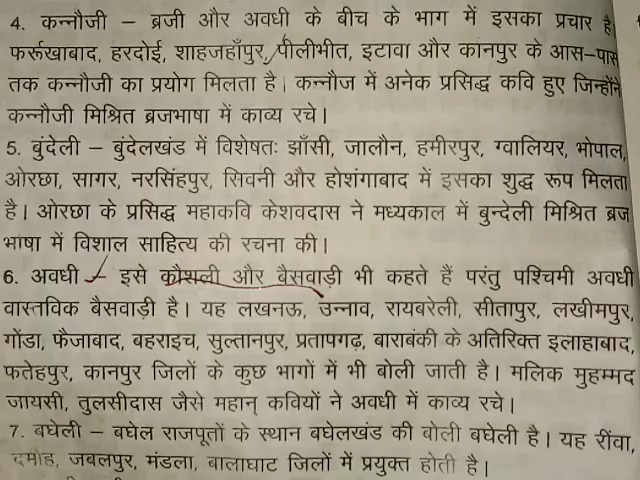 4. कन्नौजी – ब्रजी और अवधी के बीच के भाग में इसका प्रचार है।
फर्रूखाबाद, हरदोई, शाहजहाँपुर, पीलीभीत, इटावा और कानपुर के आस–पास
तक कन्नौजी का प्रयोग मिलता है। कन्नौज में अनेक प्रसिद्ध कवि हुए जिन्होंने
कन्नौजी मिश्रित ब्रजभाषा में काव्य रचे।
5. बुंदेली – बुंदेलखंड में विशेषतः झाँसी, जालौन, हमीरपुर, ग्वालियर, भोपाल,
ओरछा, सागर, नरसिंहपुर, सिवनी और होशंगाबाद में इसका शुद्ध रूप मिलता
है। ओरछा के प्रसिद्ध महाकवि केशवदास ने मध्यकाल में बुन्देली मिश्रित ब्रज
भाषा में विशाल साहित्य की रचना की।
6. अवधी – इसे कौशली और बैसवाड़ी भी कहते हैं परंतु पश्चिमी अवधी
वास्तविक बैसवाड़ी है। यह लखनऊ, उन्नाव, रायबरेली, सीतापुर, लखीमपुर,
गोंडा, फैजाबाद, बहराइच, सुल्तानपुर, प्रतापगढ़, बाराबंकी के अतिरिक्त इलाहाबाद,
फतेहपुर, कानपुर जिलों के कुछ भागों में भी बोली जाती है। मलिक मुहम्मद
जायसी, तुलसीदास जैसे महान् कवियों ने अवधी में काव्य रचे।
7. बघेली – बघेल राजपूतों के स्थान बघेलखंड की बोली बघेली है। यह रींवा,
दमोह, जबलपुर, मंडला, बालाघाट जिलों में प्रयुक्त होती है।